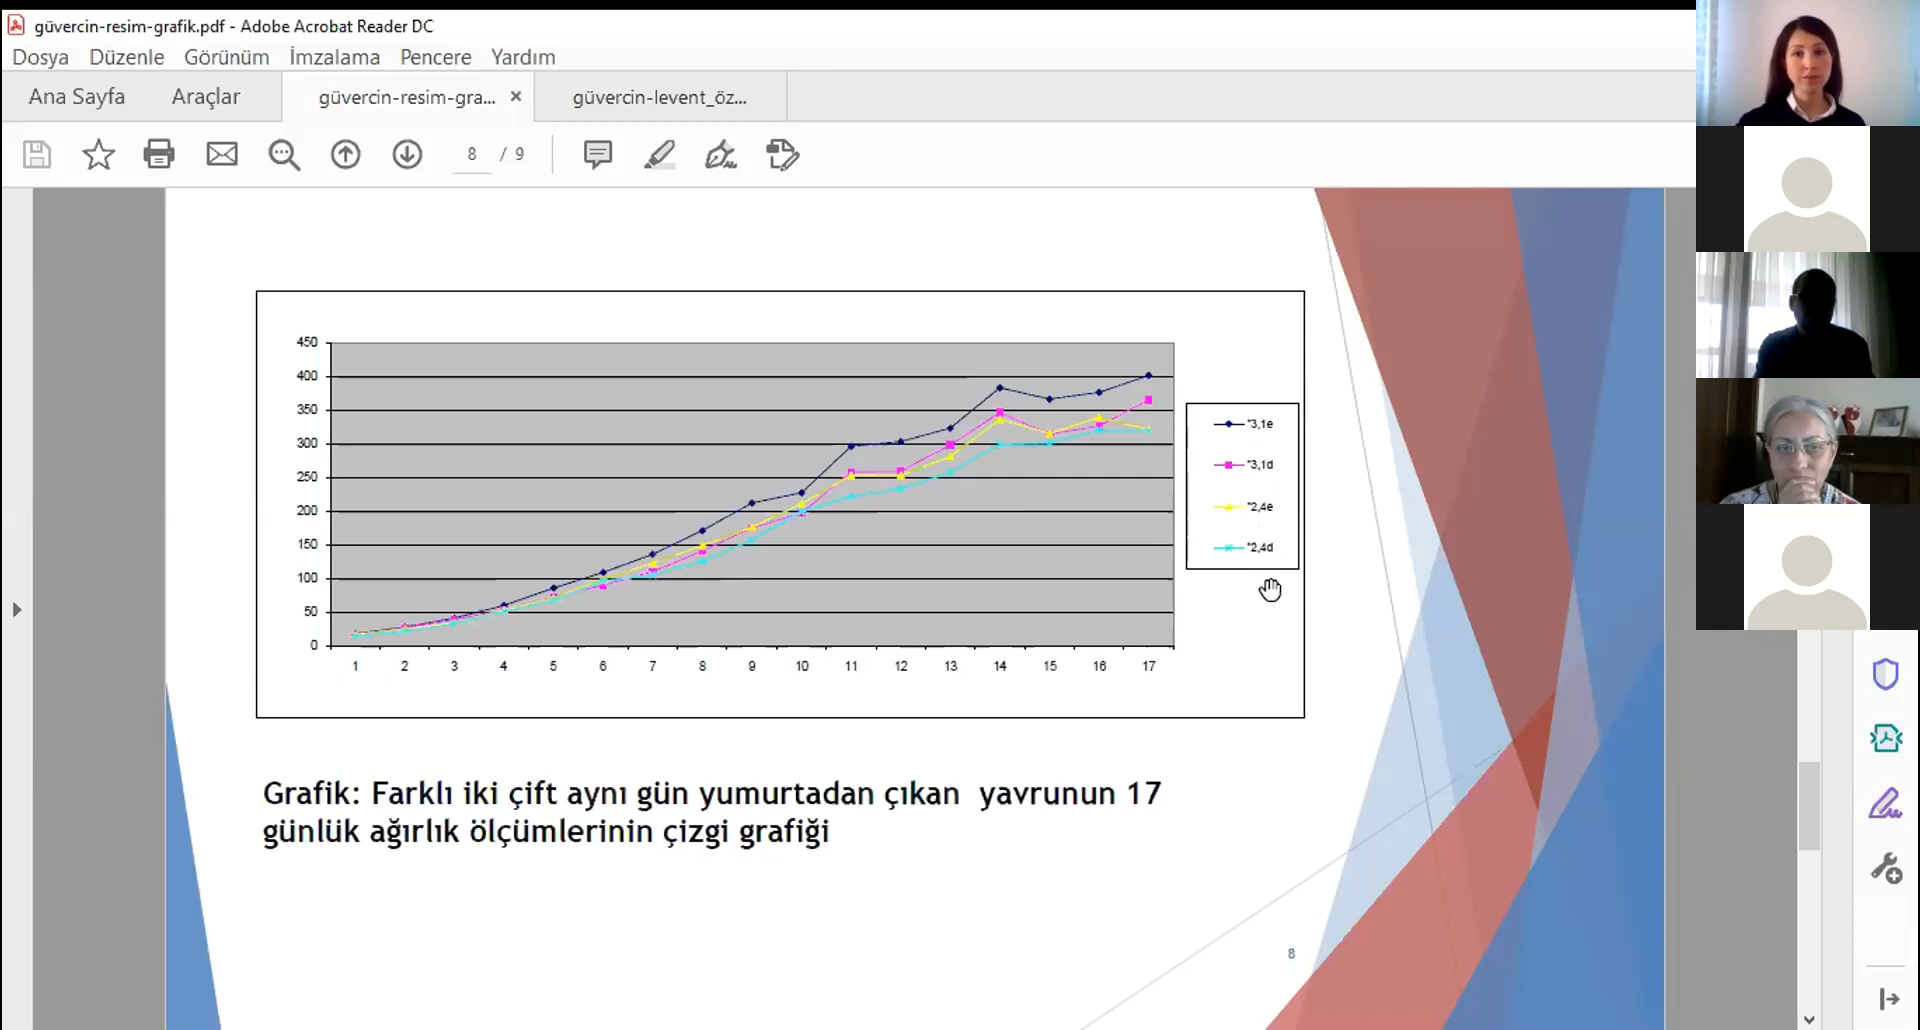 güvercin-resim-grafik.pdf - Adobe Acrobat Reader DC
Dosya Düzenle Görünüm İmzalama Pencere Yardım
Ana Sayfa Araçlar güvercin-resim-gra... × güvercin-levent_öz...
8 / 9
450
400
350
300
250
200
150
100
50
0
1 2 3 4 5 6 7 8 9 10 11 12 13 14 15 16 17
"3,1e
"3,1d
"2,4e
"2,4d
Grafik: Farklı iki çift aynı gün yumurtadan çıkan yavrunun 17
günlük ağırlık ölçümlerinin çizgi grafiği
8